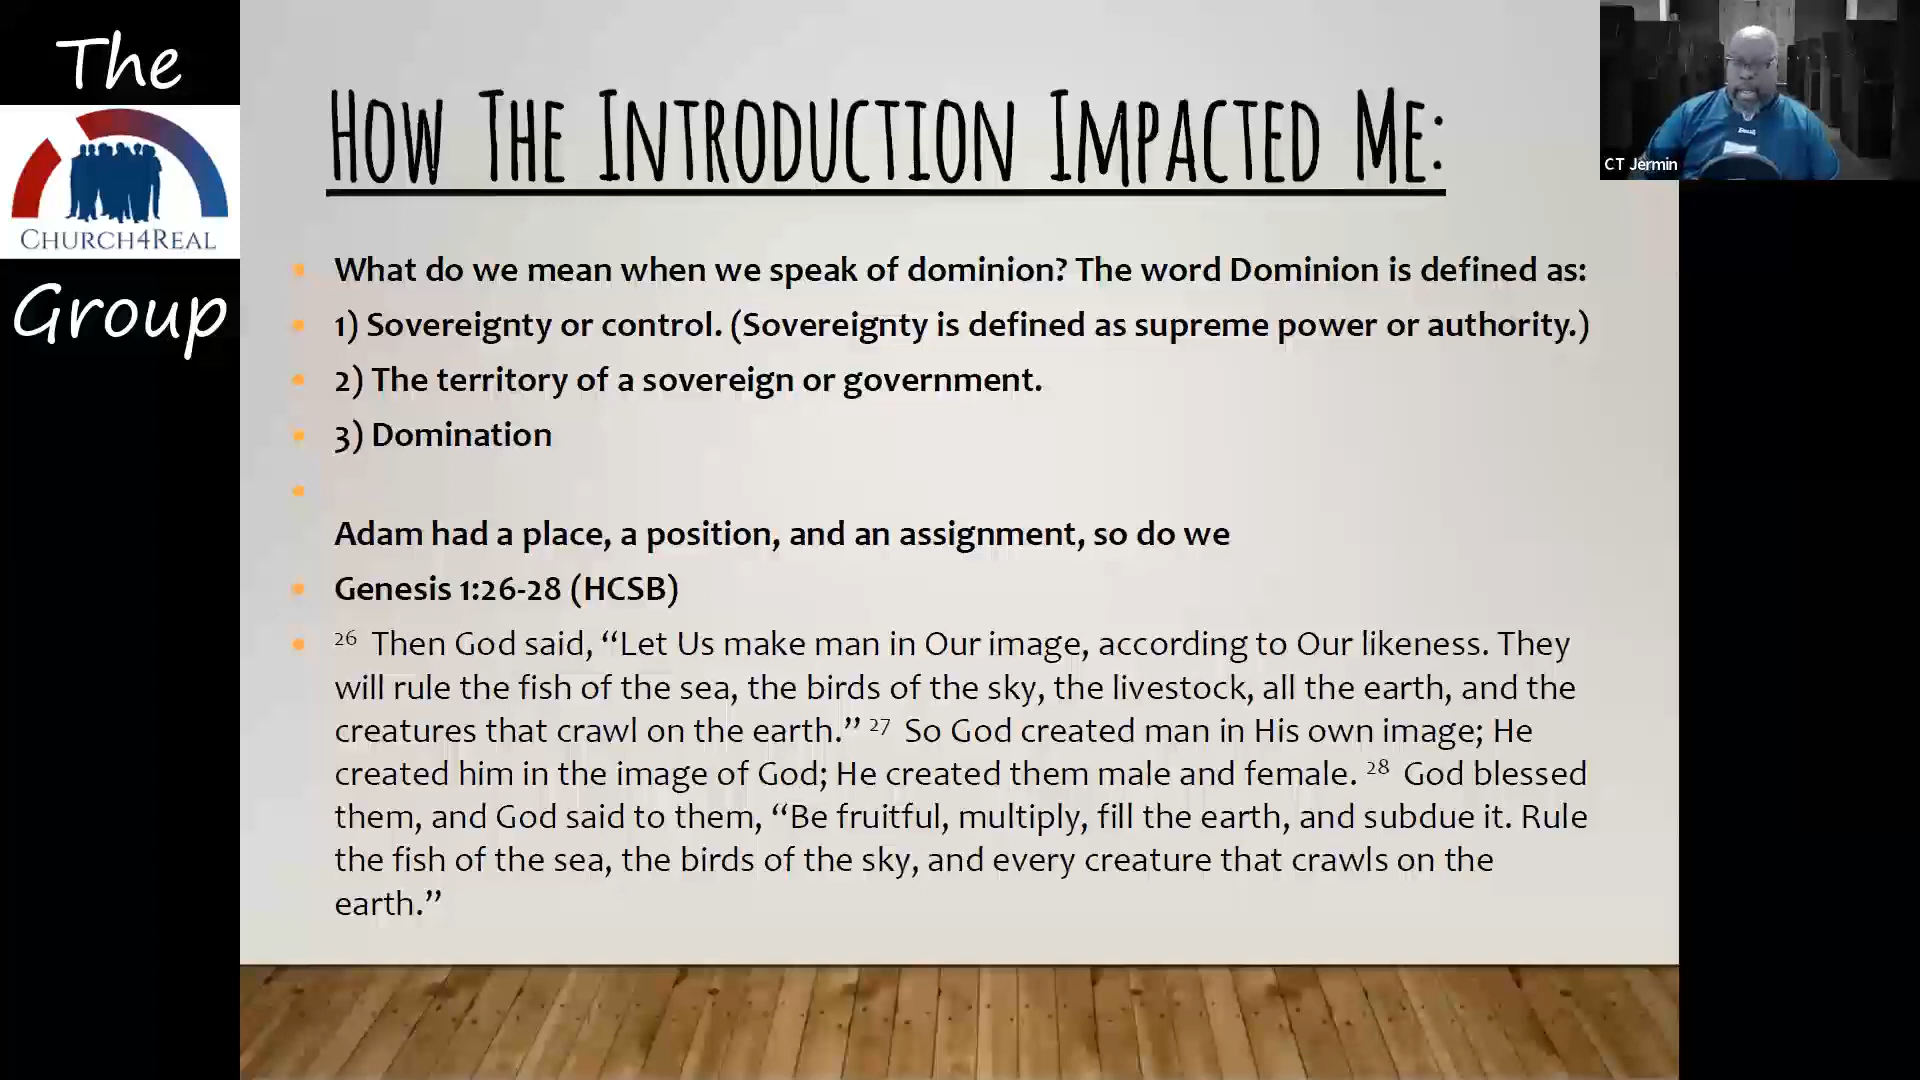 The
CHURCH4REAL
Group
HOW THE INTRODUCTION IMPACTED ME:
What do we mean when we speak of dominion? The word Dominion is defined as:
1) Sovereignty or control. (Sovereignty is defined as supreme power or authority.)
2) The territory of a sovereign or government.
3) Domination
Adam had a place, a position, and an assignment, so do we
Genesis 1:26-28 (HCSB)
26 Then God said, “Let Us make man in Our image, according to Our likeness. They
will rule the fish of the sea, the birds of the sky, the livestock, all the earth, and the
creatures that crawl on the earth.” 27 So God created man in His own image; He
created him in the image of God; He created them male and female. 28 God blessed
them, and God said to them, “Be fruitful, multiply, fill the earth, and subdue it. Rule
the fish of the sea, the birds of the sky, and every creature that crawls on the
earth.”
CT Jermin